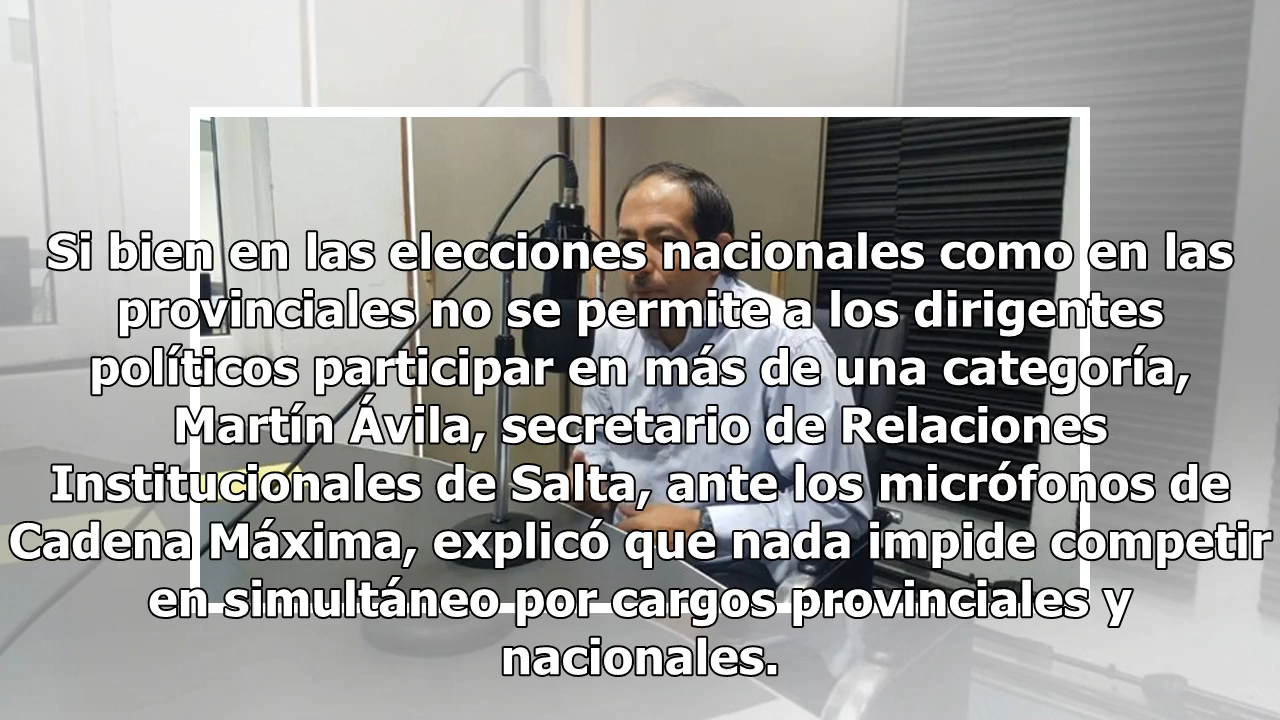 Si bien en las elecciones nacionales como en las
provinciales no se permite a los dirigentes
políticos participar en más de una categoría,
Martín Ávila, secretario de Relaciones
Institucionales de Salta, ante los micrófonos de
Cadena Máxima, explicó que nada impide competir
en simultáneo por cargos provinciales y
nacionales.